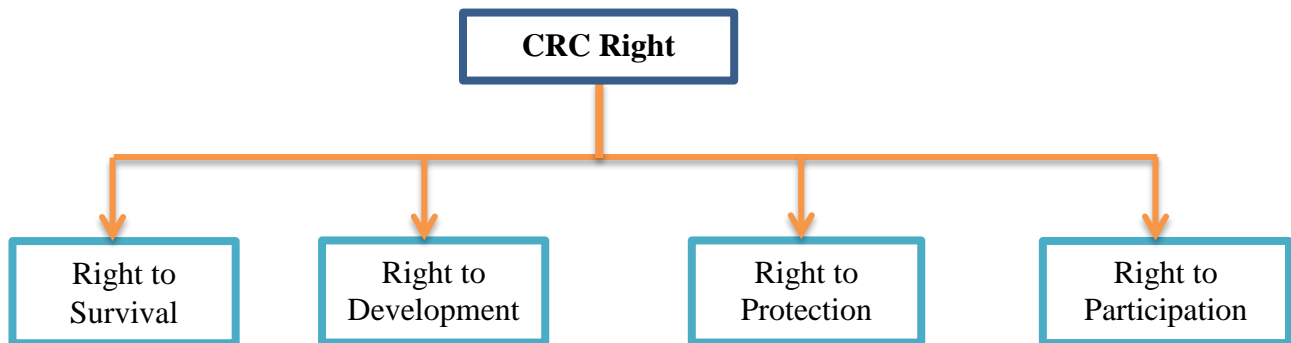 CRC Right
Right to
Survival
Right to
Development
Right to
Protection
Right to
Participation